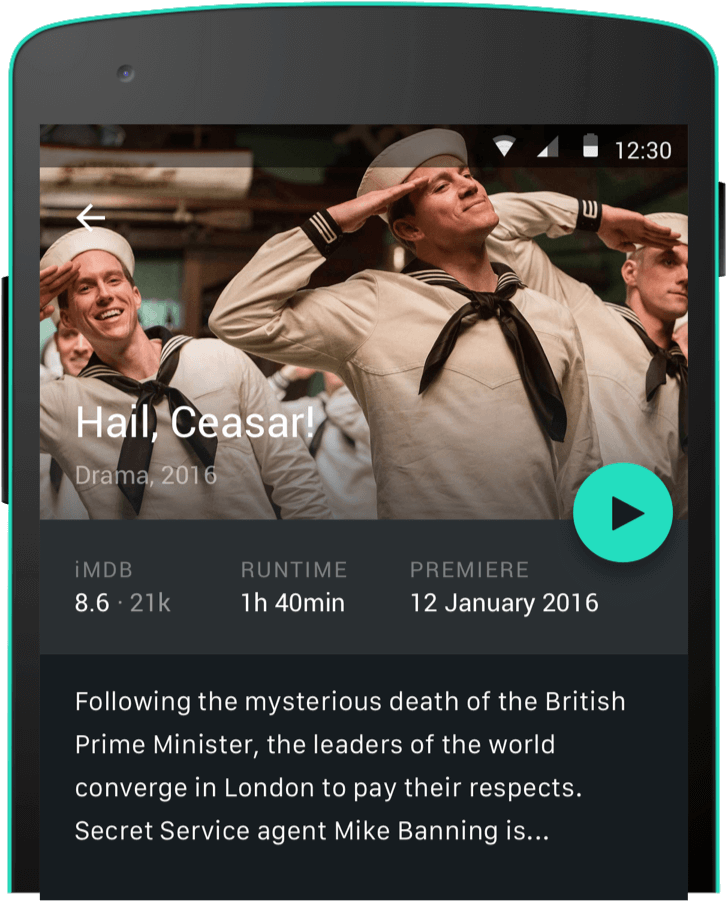 12:30
Hail, Ceasar!
Drama, 2016
iMDB RUNTIME PREMIERE
8.6 · 21k 1h 40min 12 January 2016
Following the mysterious death of the British
Prime Minister, the leaders of the world
converge in London to pay their respects.
Secret Service agent Mike Banning is...